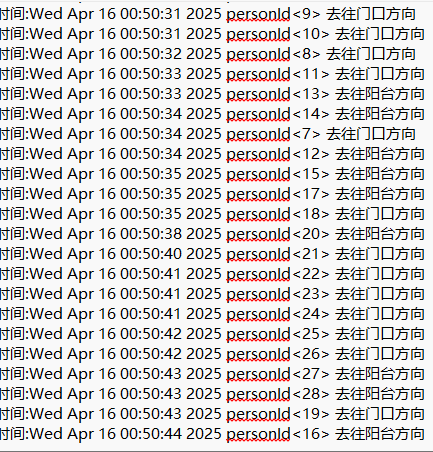 时间:Wed Apr 16 00:50:31 2025 personId<9> 去往门口方向
时间:Wed Apr 16 00:50:31 2025 personId<10> 去往门口方向
时间:Wed Apr 16 00:50:32 2025 personId<8> 去往门口方向
时间:Wed Apr 16 00:50:33 2025 personId<11> 去往门口方向
时间:Wed Apr 16 00:50:33 2025 personId<13> 去往阳台方向
时间:Wed Apr 16 00:50:34 2025 personId<14> 去往阳台方向
时间:Wed Apr 16 00:50:34 2025 personId<7> 去往门口方向
时间:Wed Apr 16 00:50:34 2025 personId<12> 去往阳台方向
时间:Wed Apr 16 00:50:35 2025 personId<15> 去往阳台方向
时间:Wed Apr 16 00:50:35 2025 personId<17> 去往阳台方向
时间:Wed Apr 16 00:50:35 2025 personId<18> 去往门口方向
时间:Wed Apr 16 00:50:38 2025 personId<20> 去往阳台方向
时间:Wed Apr 16 00:50:40 2025 personId<21> 去往门口方向
时间:Wed Apr 16 00:50:41 2025 personId<22> 去往门口方向
时间:Wed Apr 16 00:50:41 2025 personId<23> 去往门口方向
时间:Wed Apr 16 00:50:41 2025 personId<24> 去往门口方向
时间:Wed Apr 16 00:50:42 2025 personId<25> 去往门口方向
时间:Wed Apr 16 00:50:42 2025 personId<26> 去往门口方向
时间:Wed Apr 16 00:50:43 2025 personId<27> 去往阳台方向
时间:Wed Apr 16 00:50:43 2025 personId<28> 去往阳台方向
时间:Wed Apr 16 00:50:43 2025 personId<19> 去往门口方向
时间:Wed Apr 16 00:50:44 2025 personId<16> 去往阳台方向